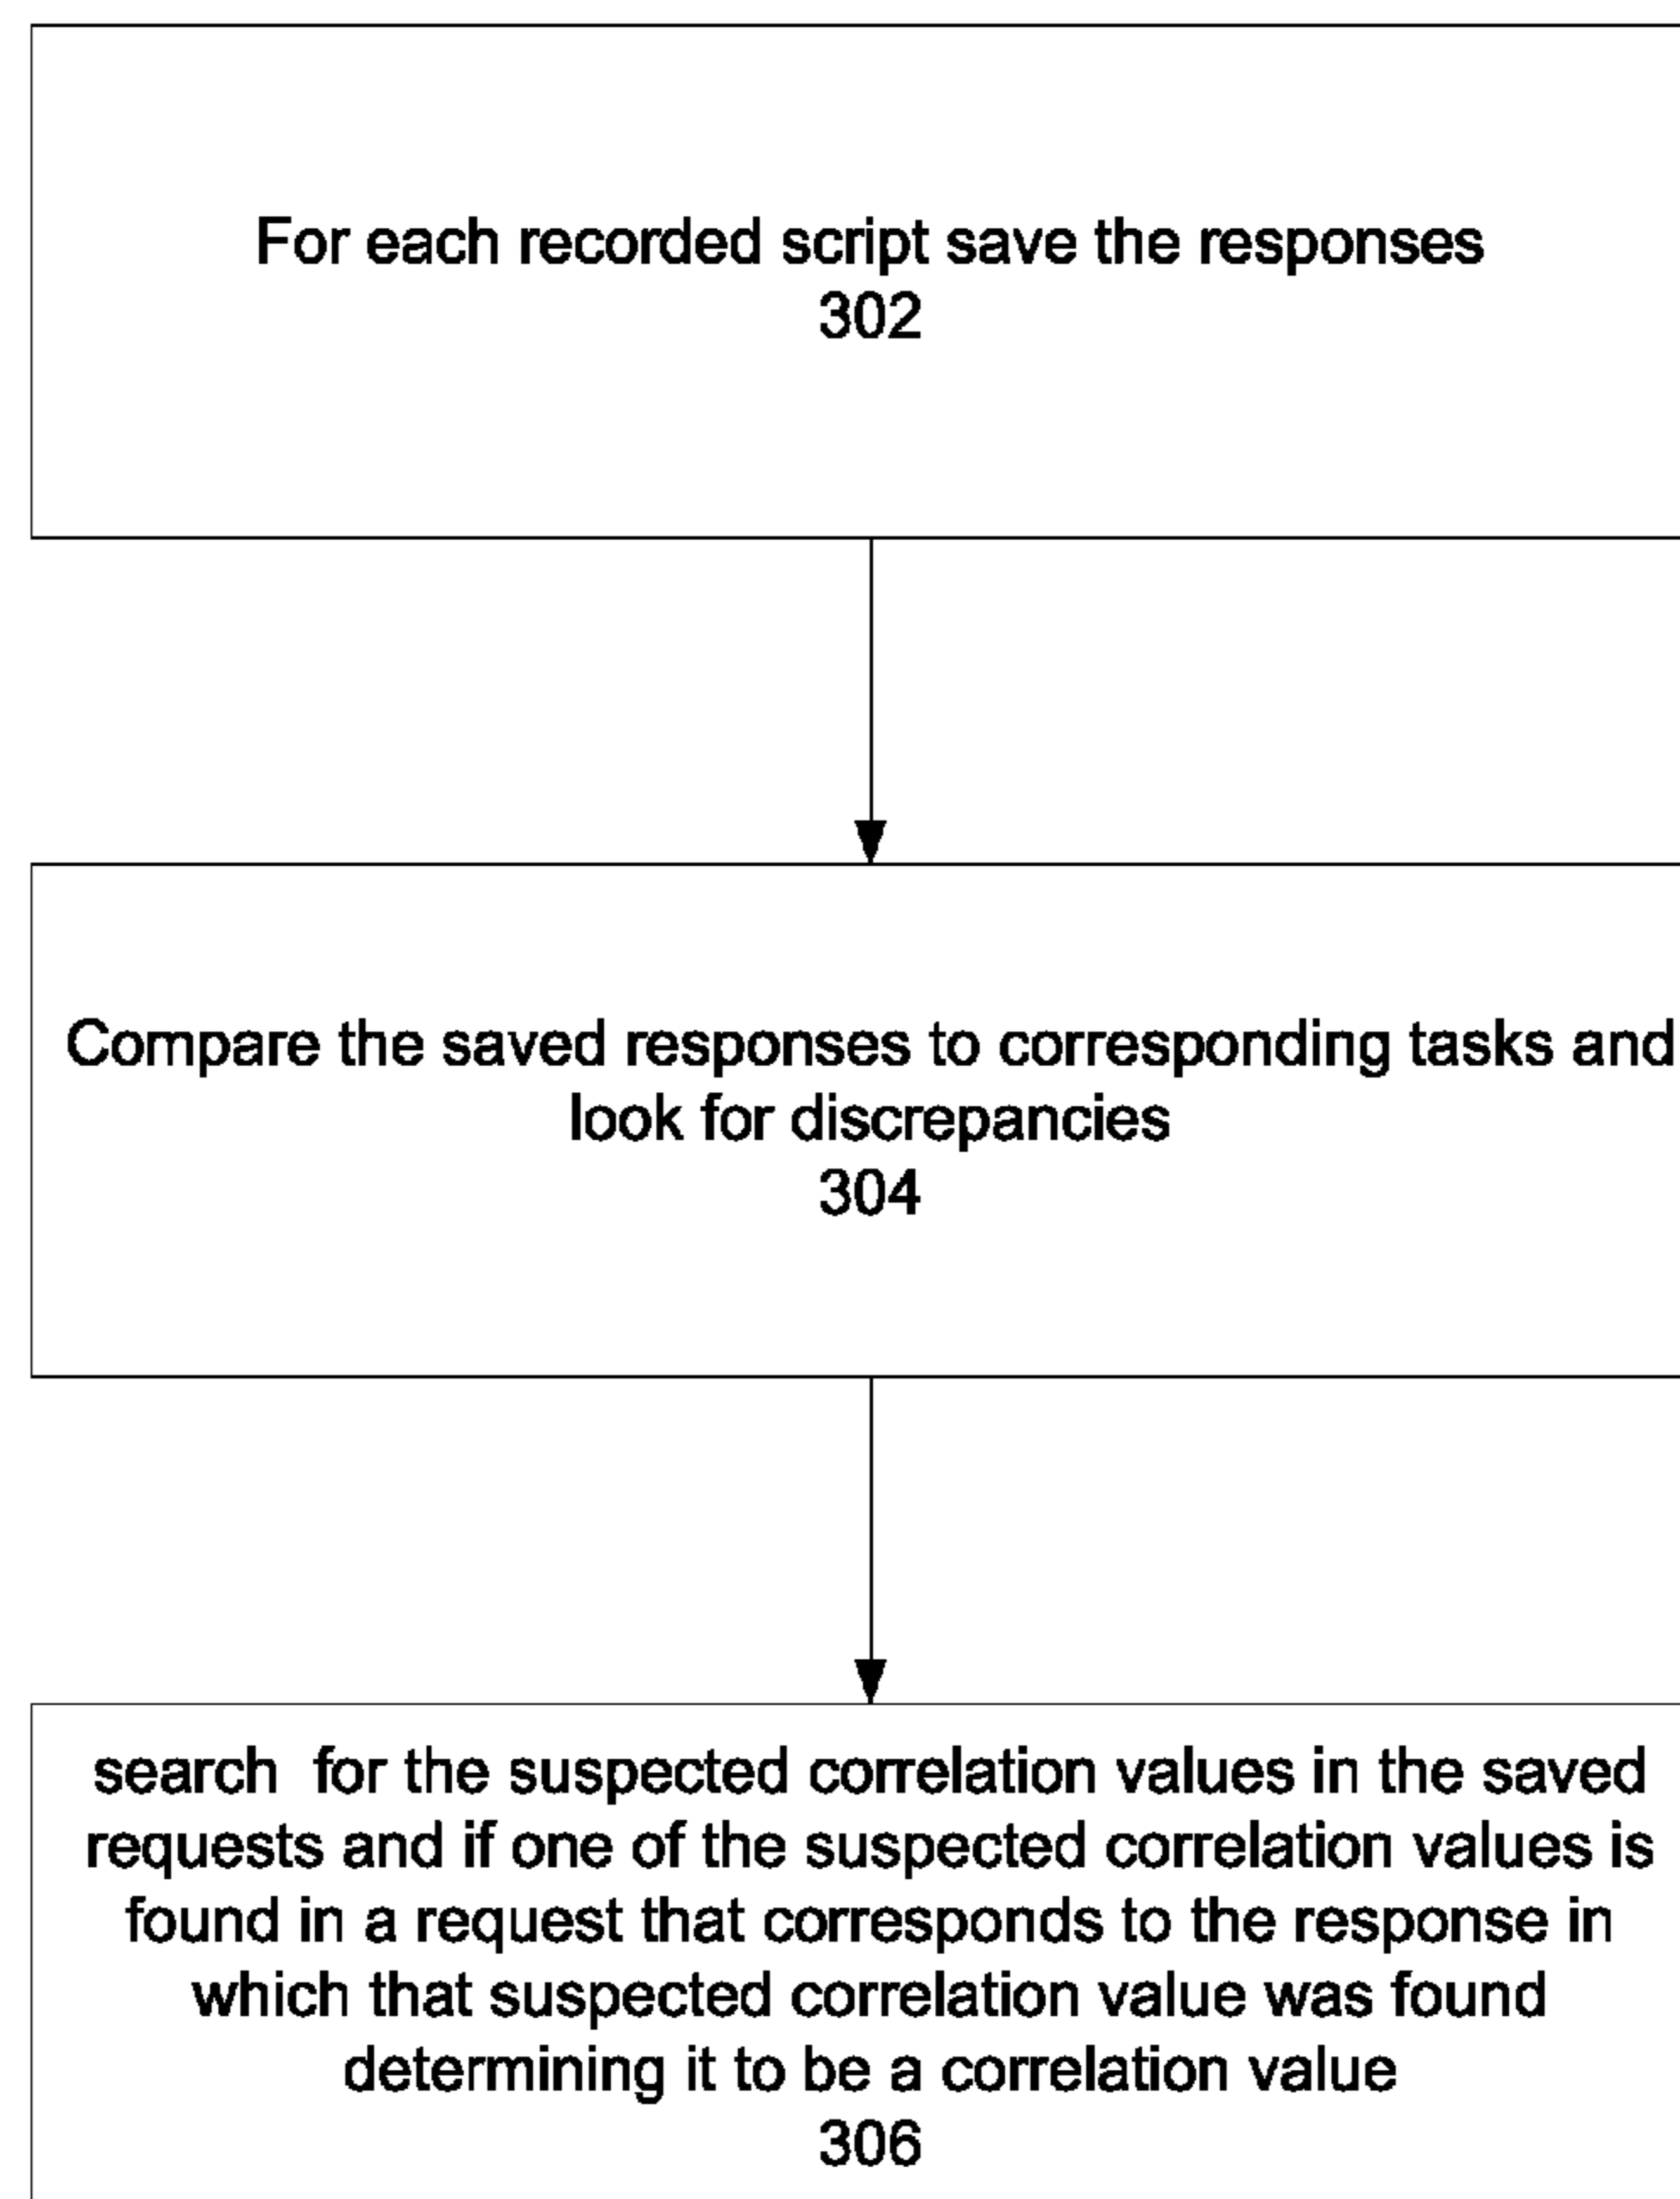 For each recorded script save the responses
302
Compare the saved responses to corresponding tasks and
look for discrepancies
304
search  for the suspected correlation values in the saved
requests and if one of the suspected correlation values is
found in a request that corresponds to the response in
which that suspected correlation value was found
determining it to be a correlation value
306